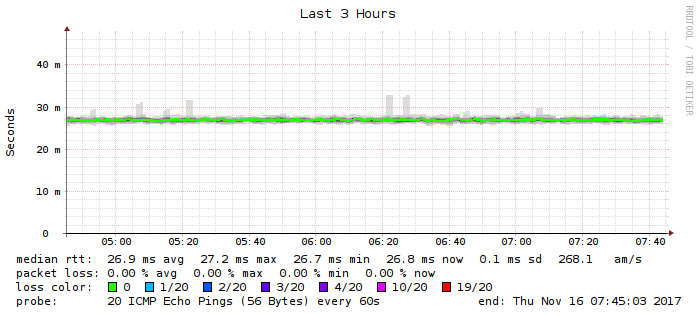 Last 3 Hours
RRDTOOL / TOBI OETIKER
Seconds
40 m
30 m
20 m
10 m
0
05:00 05:20 05:40 06:00 06:20 06:40 07:00 07:20 07:40
median rtt: 26.9 ms avg 27.2 ms max 26.7 ms min 26.8 ms now 0.1 ms sd 268.1 am/s
packet loss: 0.00 % avg 0.00 % max 0.00 % min 0.00 % now
loss color: 0 1/20 2/20 3/20 4/20 10/20 19/20
probe: 20 ICMP Echo Pings (56 Bytes) every 60s end: Thu Nov 16 07:45:03 2017